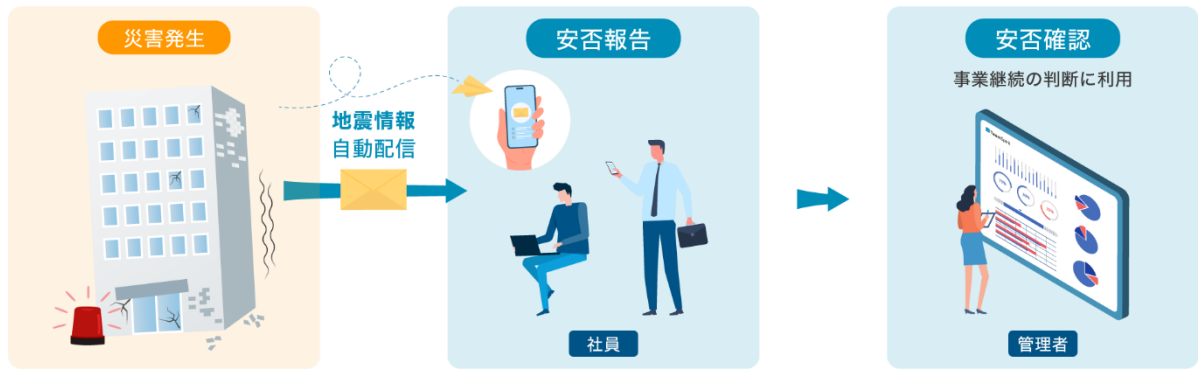 災害発生
地震情報
自動配信
安否報告
社員
安否確認
事業継続の判断に利用
管理者